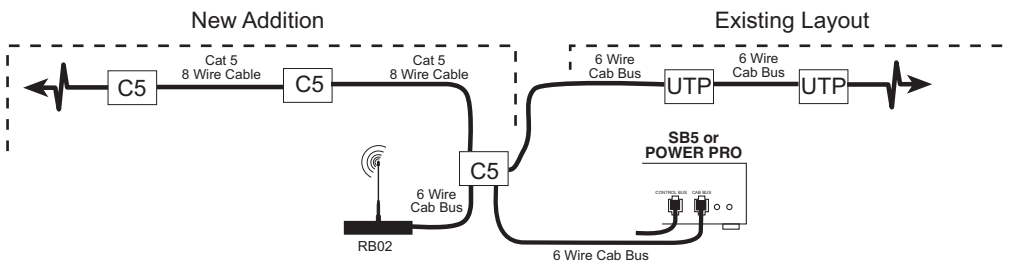 New Addition
Existing Layout
Cat 5
8 Wire Cable
Cat 5
8 Wire Cable
6 Wire
Cab Bus
6 Wire
Cab Bus
C5
C5
UTP
UTP
SB5 or
POWER PRO
C5
CONTROL BUS
CAB BUS
6 Wire
Cab Bus
RB02
6 Wire Cab Bus